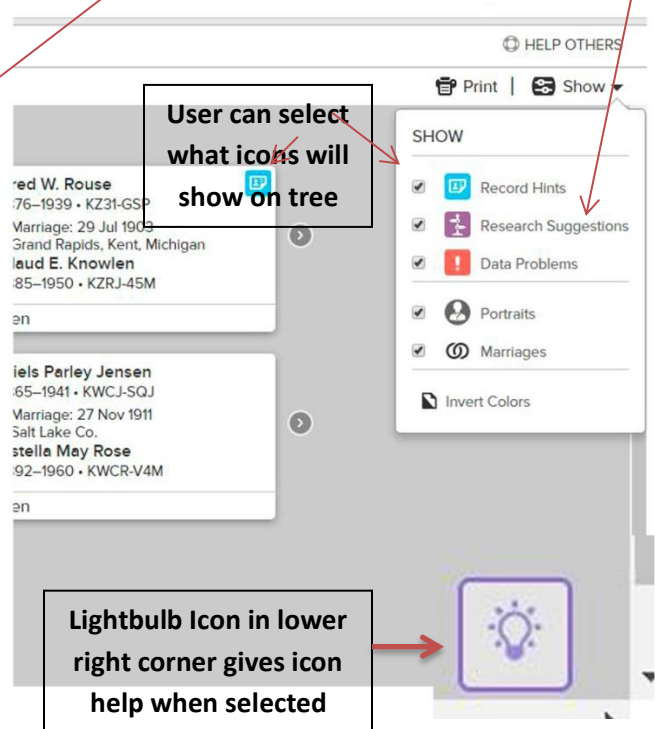 HELP OTHERS
Print | Show
User can select
what icons will
show on tree
SHOW
Record Hints
Research Suggestions
Data Problems
Portraits
Marriages
Invert Colors
red W. Rouse
76–1939 • KZ31-GSP
Marriage: 29 Jul 1903
Grand Rapids, Kent, Michigan
laud E. Knowlen
85–1950 • KZRJ-45M
en
iels Parley Jensen
65–1941 • KWCJ-SQJ
Marriage: 27 Nov 1911
Salt Lake Co.
stella May Rose
92–1960 • KWCR-V4M
en
Lightbulb Icon in lower
right corner gives icon
help when selected